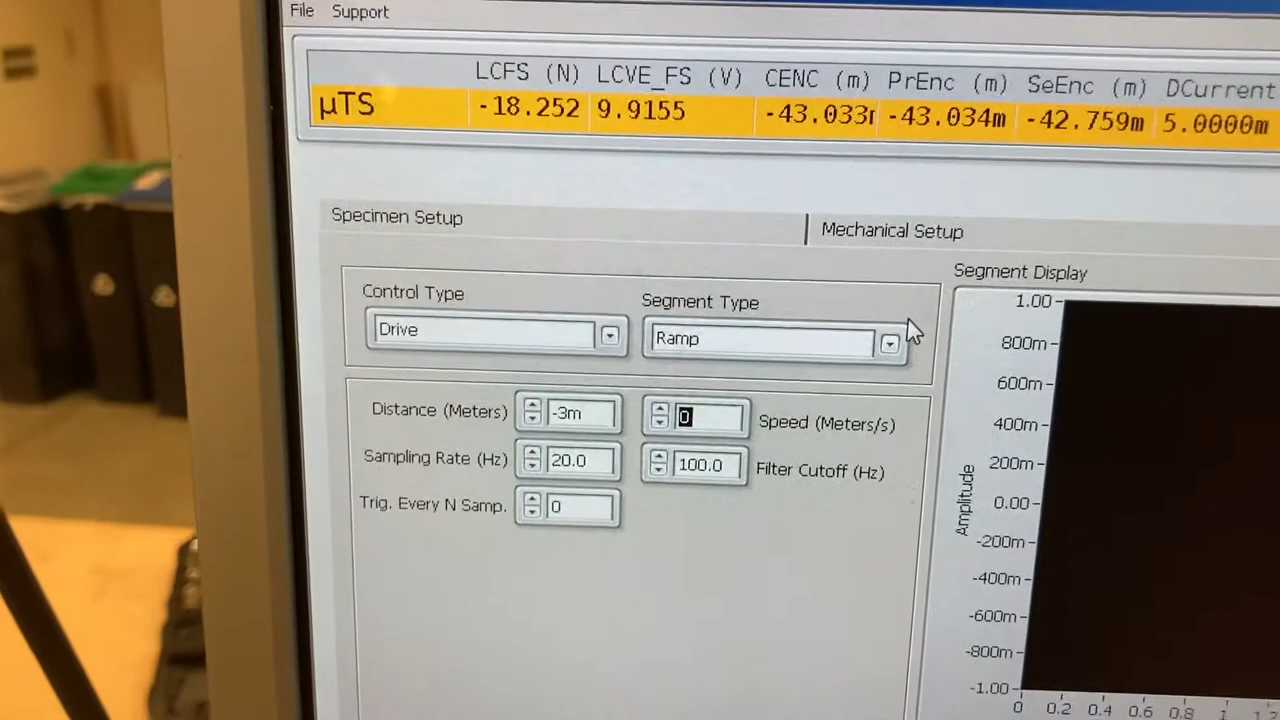 File Support
LCFS (N) LCVE_FS (V) CENC (m) PrEnc (m) SeEnc (m) DCurrent
µTS -18.252 9.9155 -43.033 -43.034m -42.759m 5.0000m
Specimen Setup Mechanical Setup
Segment Display
Control Type Segment Type
Drive Ramp
Distance (Meters) -3m 0 Speed (Meters/s)
Sampling Rate (Hz) 20.0 100.0 Filter Cutoff (Hz)
Trig. Every N Samp. 0
Amplitude
1.00
800m
600m
400m
200m
0.00
-200m
-400m
-600m
-800m
-1.00
0 0.2 0.4 0.6 0.8 1 1.2